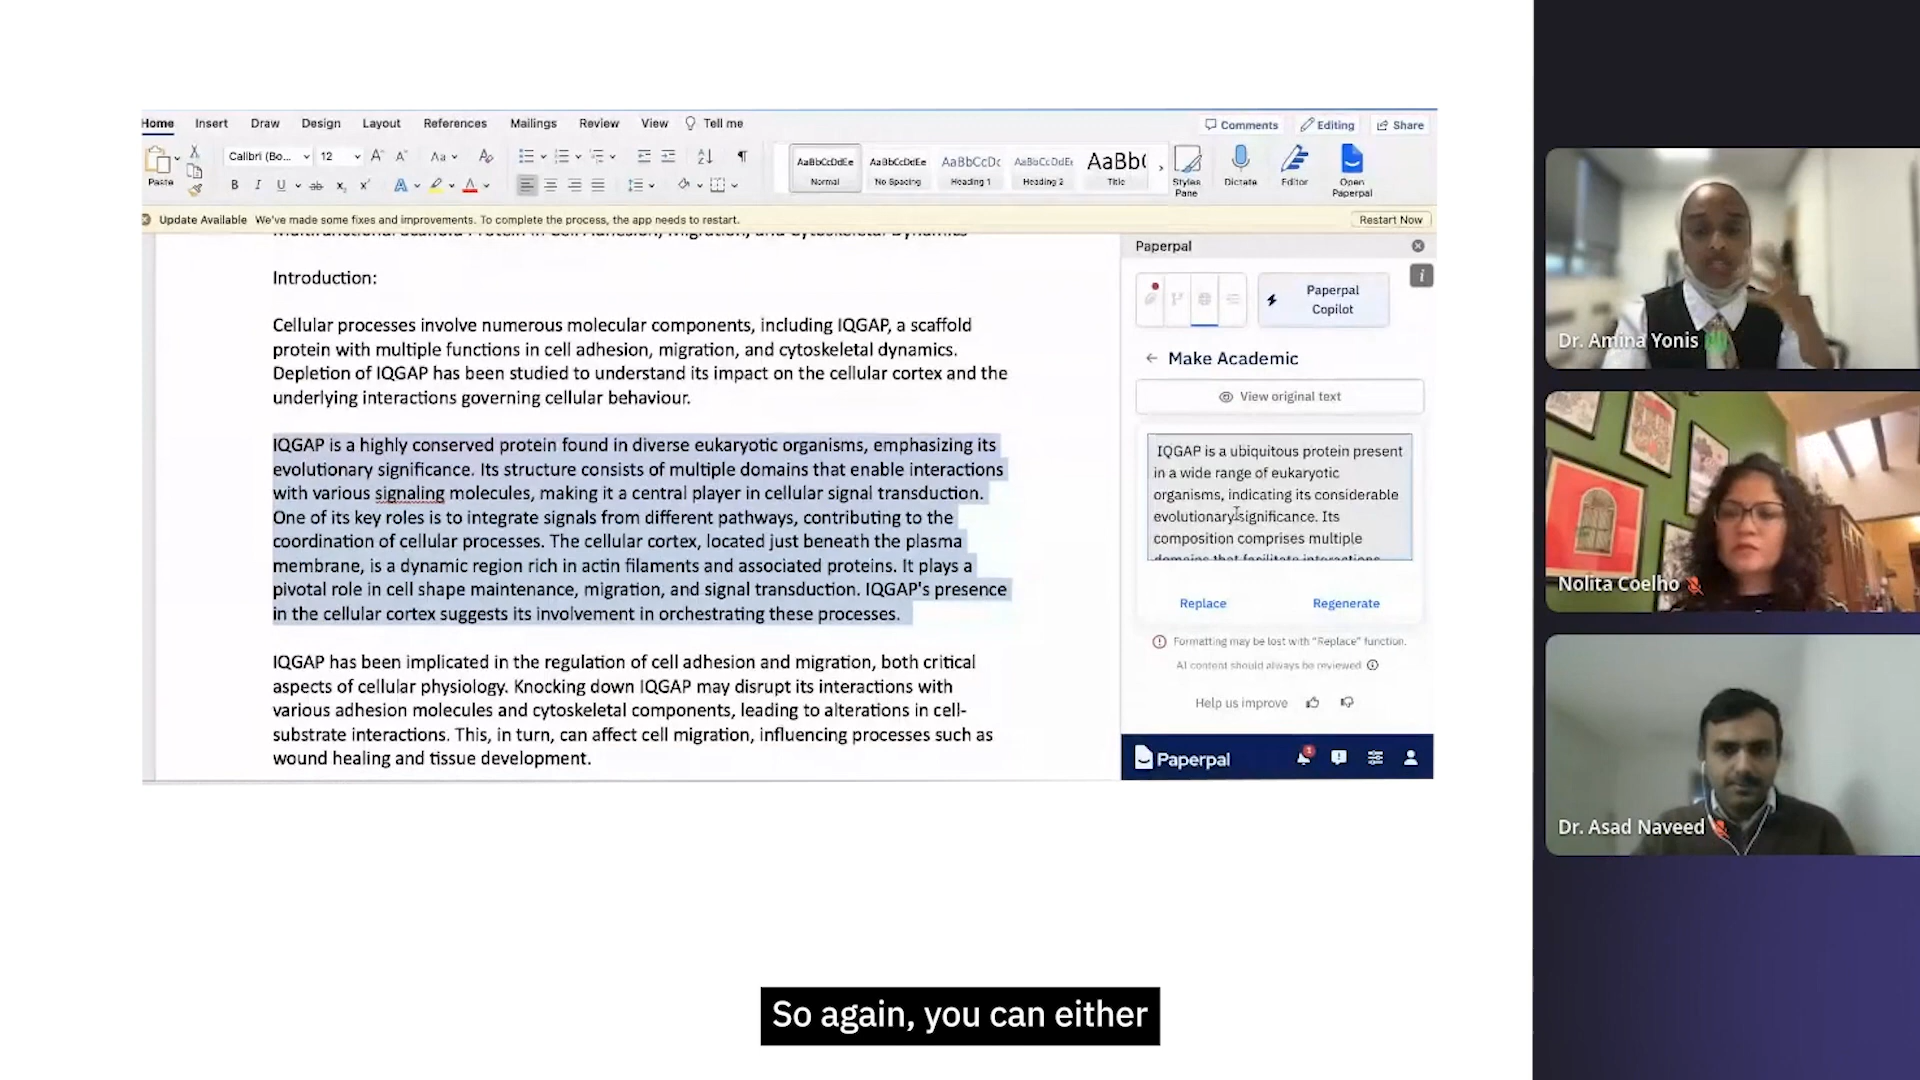 Home Insert Draw Design Layout References Mailings Review View Tell me
Comments Editing Share
Paste
Calibri (Bo... 12
AaBbCcDdEe Normal
AaBbCcDdEe No Spacing
AaBbCcDc Heading 1
AaBbCcDdEe Heading 2
AaBb( Title
Styles Pane
Dictate
Editor
Open Paperpal
Update Available We've made some fixes and improvements. To complete the process, the app needs to restart.
Restart Now
Multifunctional Scaffold Protein in Cell Adhesion, Migration, and Cytoskeletal Dynamics
Introduction:
Cellular processes involve numerous molecular components, including IQGAP, a scaffold
protein with multiple functions in cell adhesion, migration, and cytoskeletal dynamics.
Depletion of IQGAP has been studied to understand its impact on the cellular cortex and the
underlying interactions governing cellular behaviour.
IQGAP is a highly conserved protein found in diverse eukaryotic organisms, emphasizing its
evolutionary significance. Its structure consists of multiple domains that enable interactions
with various signaling molecules, making it a central player in cellular signal transduction.
One of its key roles is to integrate signals from different pathways, contributing to the
coordination of cellular processes. The cellular cortex, located just beneath the plasma
membrane, is a dynamic region rich in actin filaments and associated proteins. It plays a
pivotal role in cell shape maintenance, migration, and signal transduction. IQGAP's presence
in the cellular cortex suggests its involvement in orchestrating these processes.
IQGAP has been implicated in the regulation of cell adhesion and migration, both critical
aspects of cellular physiology. Knocking down IQGAP may disrupt its interactions with
various adhesion molecules and cytoskeletal components, leading to alterations in cell-
substrate interactions. This, in turn, can affect cell migration, influencing processes such as
wound healing and tissue development.
Paperpal
Paperpal
Copilot
Make Academic
View original text
IQGAP is a ubiquitous protein present
in a wide range of eukaryotic
organisms, indicating its considerable
evolutionary significance. Its
composition comprises multiple
domains that facilitate interactions
Replace Regenerate
Formatting may be lost with "Replace" function.
AI content should always be reviewed
Help us improve
Paperpal
1
Dr. Amina Yonis
Nolita Coelho
Dr. Asad Naveed
So again, you can either